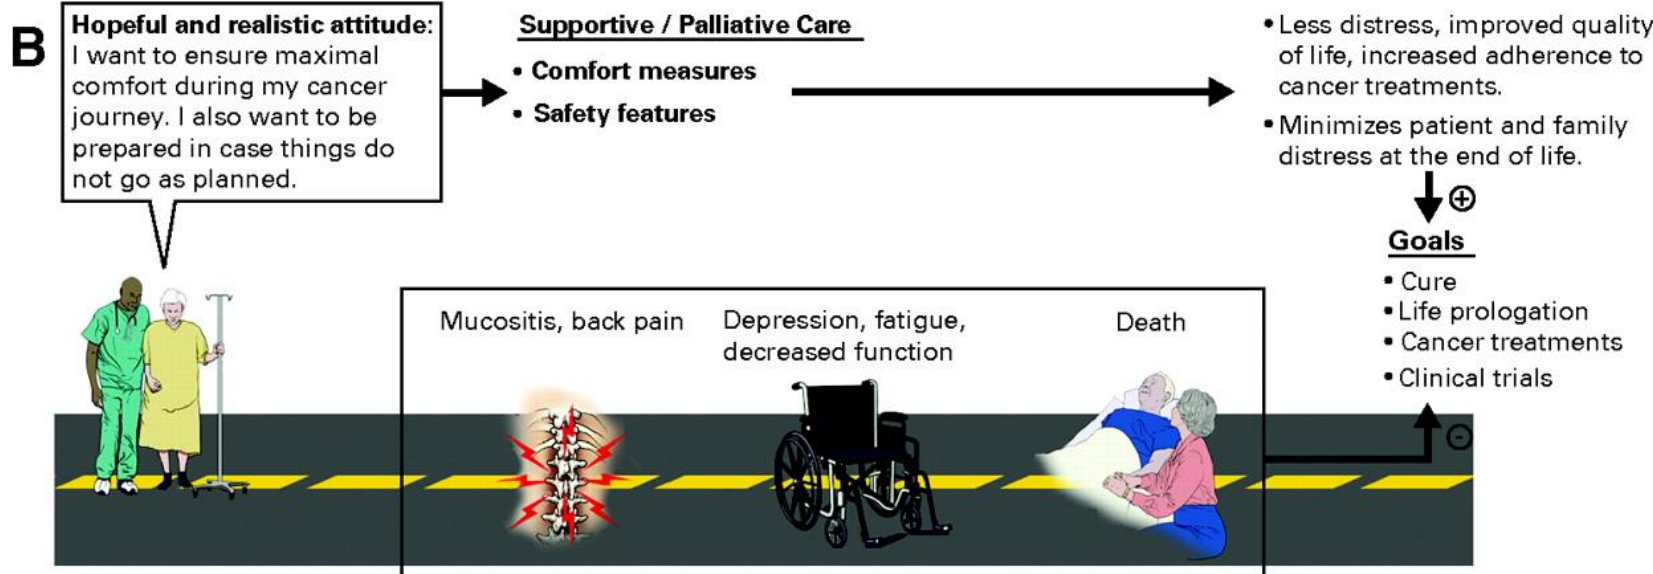 B
Hopeful and realistic attitude:
I want to ensure maximal
comfort during my cancer
journey. I also want to be
prepared in case things do
not go as planned.
Supportive / Palliative Care
• Comfort measures
• Safety features
• Less distress, improved quality
of life, increased adherence to
cancer treatments.
• Minimizes patient and family
distress at the end of life.
+
Goals
• Cure
• Life prologation
• Cancer treatments
• Clinical trials
-
Mucositis, back pain
Depression, fatigue,
decreased function
Death